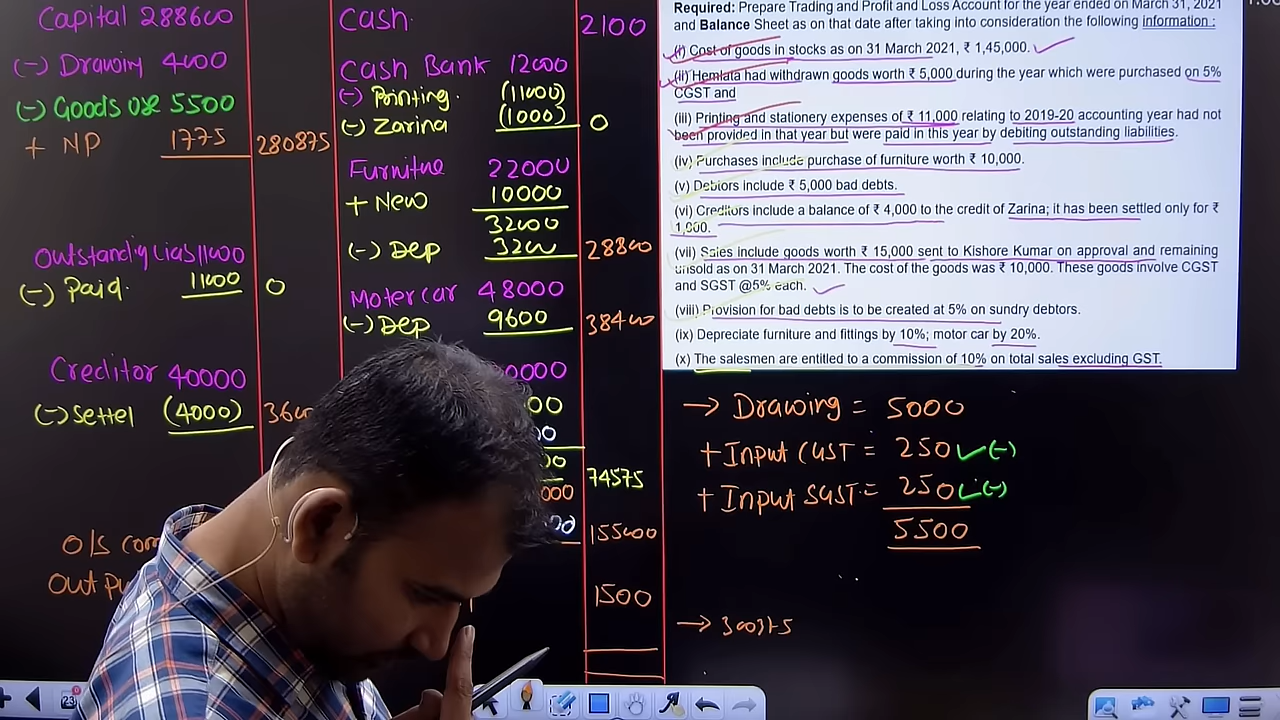 Capital 288600
(-) Drawing 4000
(-) Goods 08 5500
+ NP 1775 280875
Outstandig Lias 11000
(-) Paid. 11000 0
Creditor 40000
(-) Settel (4000)
O/s com
Outpu
Cash 2100
Cash Bank 12000
(-) Printing. (11000)
(-) Zarina (1000) 0
Furnitue 22000
+ New 10000
32000
(-) Dep 3200 28800
Motercar 48000
(-) Dep 9600 38400
74575
155000
1500
Required: Prepare Trading and Profit and Loss Account for the year ended on March 31, 2021
and Balance Sheet as on that date after taking into consideration the following information :
(i) Cost of goods in stocks as on 31 March 2021, ₹ 1,45,000.
(ii) Hemlata had withdrawn goods worth ₹ 5,000 during the year which were purchased on 5%
CGST and
(iii) Printing and stationery expenses of ₹ 11,000 relating to 2019-20 accounting year had not
been provided in that year but were paid in this year by debiting outstanding liabilities.
(iv) Purchases include purchase of furniture worth ₹ 10,000.
(v) Debtors include ₹ 5,000 bad debts.
(vi) Creditors include a balance of ₹ 4,000 to the credit of Zarina; it has been settled only for ₹
1,000.
(vii) Sales include goods worth ₹ 15,000 sent to Kishore Kumar on approval and remaining
unsold as on 31 March 2021. The cost of the goods was ₹ 10,000. These goods involve CGST
and SGST @5% each.
(viii) Provision for bad debts is to be created at 5% on sundry debtors.
(ix) Depreciate furniture and fittings by 10%; motor car by 20%.
(x) The salesmen are entitled to a commission of 10% on total sales excluding GST.
→ Drawing = 5000
+ Input CGST = 250 (-)
+ Input SGST = 250 (-)
5500
23